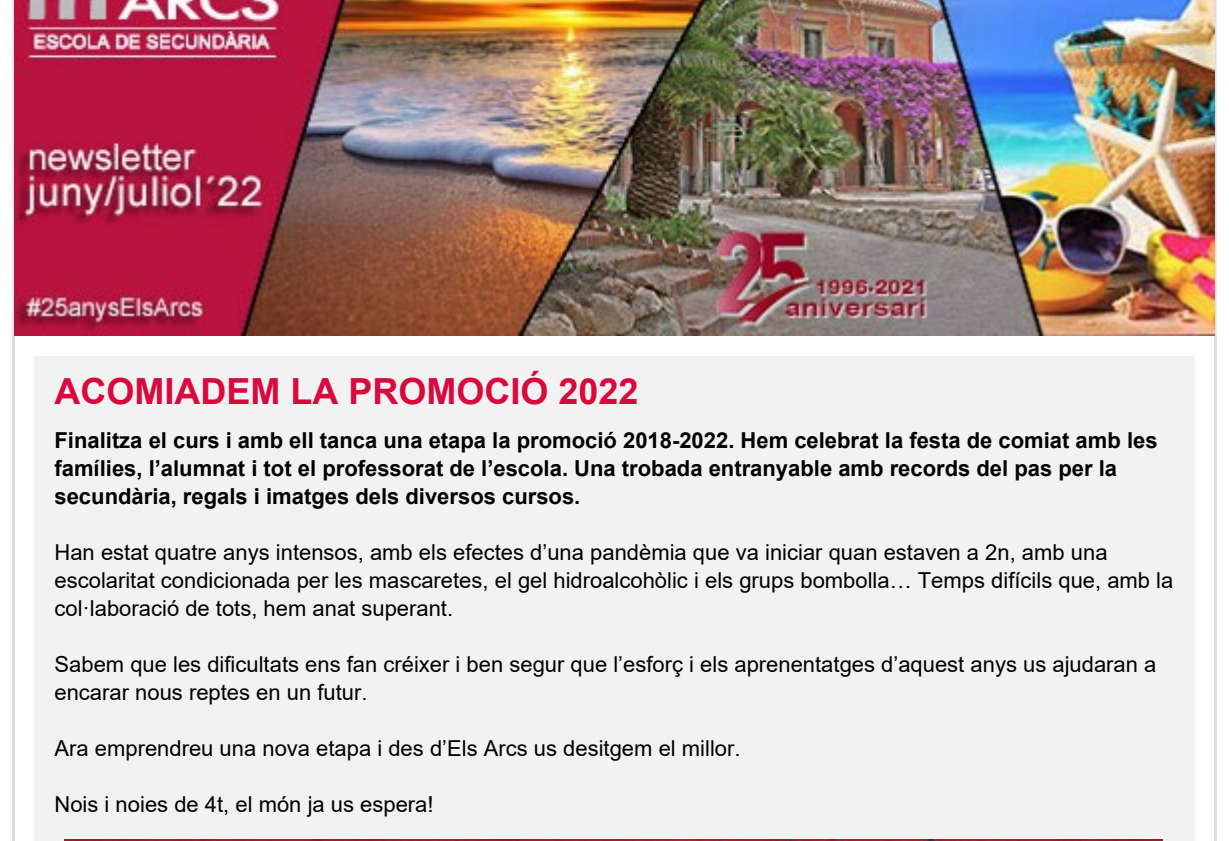 ARCS
ESCOLA DE SECUNDÀRIA
newsletter
juny/juliol´22
#25anysElsArcs
25
1996-2021
aniversari
ACOMIADEM LA PROMOCIÓ 2022
Finalitza el curs i amb ell tanca una etapa la promoció 2018-2022. Hem celebrat la festa de comiat amb les
famílies, l’alumnat i tot el professorat de l’escola. Una trobada entranyable amb records del pas per la
secundària, regals i imatges dels diversos cursos.
Han estat quatre anys intensos, amb els efectes d’una pandèmia que va iniciar quan estaven a 2n, amb una
escolaritat condicionada per les mascaretes, el gel hidroalcohòlic i els grups bombolla… Temps difícils que, amb la
col·laboració de tots, hem anat superant.
Sabem que les dificultats ens fan créixer i ben segur que l’esforç i els aprenentatges d’aquest anys us ajudaran a
encarar nous reptes en un futur.
Ara emprendreu una nova etapa i des d’Els Arcs us desitgem el millor.
Nois i noies de 4t, el món ja us espera!